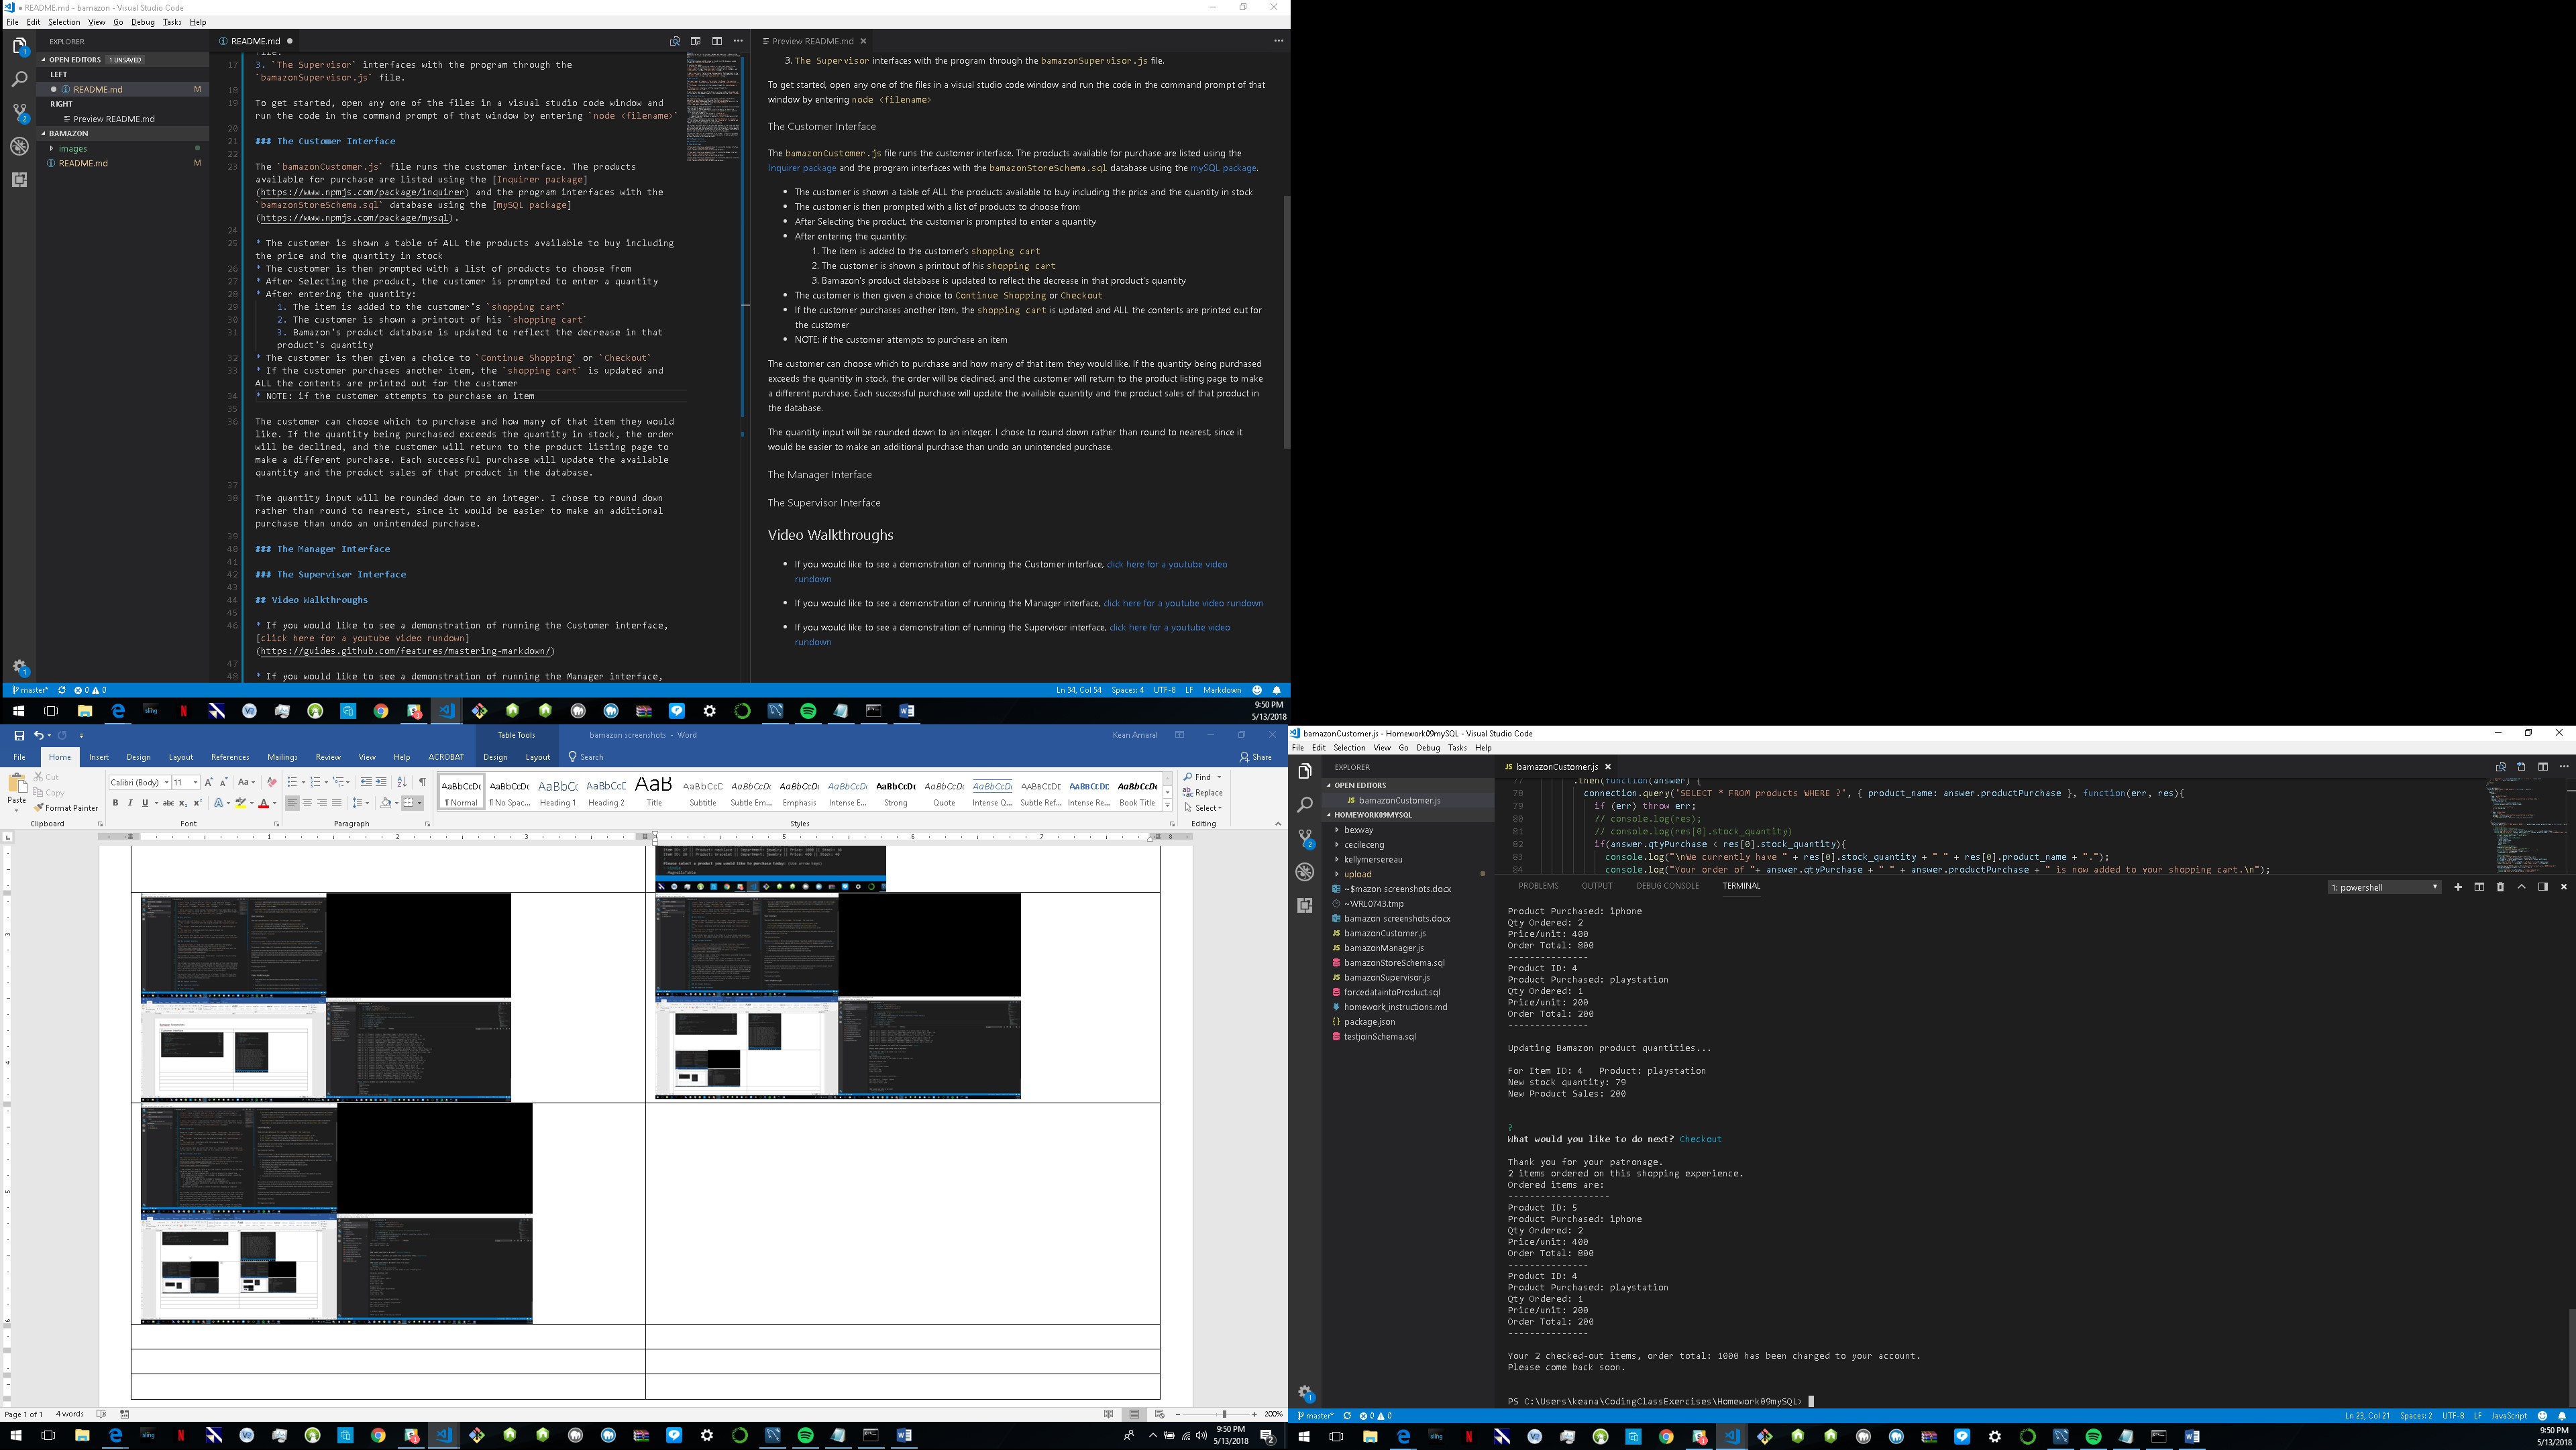 README.md - bamazon - Visual Studio Code
File Edit Selection View Go Debug Tasks Help
EXPLORER
OPEN EDITORS 1 UNSAVED
LEFT
README.md M
RIGHT
Preview README.md
BAMAZON
images
README.md M
README.md
17 3. `The Supervisor` interfaces with the program through the
`bamazonSupervisor.js` file.
18
19 To get started, open any one of the files in a visual studio code window and
run the code in the command prompt of that window by entering `node <filename>`
20
21 ### The Customer Interface
22
23 The `bamazonCustomer.js` file runs the customer interface. The products
available for purchase are listed using the [Inquirer package]
(https://www.npmjs.com/package/inquirer) and the program interfaces with the
`bamazonStoreSchema.sql` database using the [mySQL package]
(https://www.npmjs.com/package/mysql).
24
25 * The customer is shown a table of ALL the products available to buy including
the price and the quantity in stock
26 * The customer is then prompted with a list of products to choose from
27 * After Selecting the product, the customer is prompted to enter a quantity
28 * After entering the quantity:
29 1. The item is added to the customer's `shopping cart`
30 2. The customer is shown a printout of his `shopping cart`
31 3. Bamazon's product database is updated to reflect the decrease in that
product's quantity
32 * The customer is then given a choice to `Continue Shopping` or `Checkout`
33 * If the customer purchases another item, the `shopping cart` is updated and
ALL the contents are printed out for the customer
34 * NOTE: if the customer attempts to purchase an item
35
36 The customer can choose which to purchase and how many of that item they would
like. If the quantity being purchased exceeds the quantity in stock, the order
will be declined, and the customer will return to the product listing page to
make a different purchase. Each successful purchase will update the available
quantity and the product sales of that product in the database.
37
38 The quantity input will be rounded down to an integer. I chose to round down
rather than round to nearest, since it would be easier to make an additional
purchase than undo an unintended purchase.
39
40 ### The Manager Interface
41
42 ### The Supervisor Interface
43
44 ## Video Walkthroughs
45
46 * If you would like to see a demonstration of running the Customer interface,
[click here for a youtube video rundown]
(https://guides.github.com/features/mastering-markdown/)
47
48 * If you would like to see a demonstration of running the Manager interface,
Preview README.md
3. The Supervisor interfaces with the program through the bamazonSupervisor.js file.
To get started, open any one of the files in a visual studio code window and run the code in the command prompt of that
window by entering node <filename>
The Customer Interface
The bamazonCustomer.js file runs the customer interface. The products available for purchase are listed using the
Inquirer package and the program interfaces with the bamazonStoreSchema.sql database using the mySQL package.
The customer is shown a table of ALL the products available to buy including the price and the quantity in stock
The customer is then prompted with a list of products to choose from
After Selecting the product, the customer is prompted to enter a quantity
After entering the quantity:
1. The item is added to the customer's shopping cart
2. The customer is shown a printout of his shopping cart
3. Bamazon's product database is updated to reflect the decrease in that product's quantity
The customer is then given a choice to Continue Shopping or Checkout
If the customer purchases another item, the shopping cart is updated and ALL the contents are printed out for
the customer
NOTE: if the customer attempts to purchase an item
The customer can choose which to purchase and how many of that item they would like. If the quantity being purchased
exceeds the quantity in stock, the order will be declined, and the customer will return to the product listing page to make
a different purchase. Each successful purchase will update the available quantity and the product sales of that product in
the database.
The quantity input will be rounded down to an integer. I chose to round down rather than round to nearest, since it
would be easier to make an additional purchase than undo an unintended purchase.
The Manager Interface
The Supervisor Interface
Video Walkthroughs
If you would like to see a demonstration of running the Customer interface, click here for a youtube video
rundown
If you would like to see a demonstration of running the Manager interface, click here for a youtube video rundown
If you would like to see a demonstration of running the Supervisor interface, click here for a youtube video
rundown
master* 0 0 Ln 34, Col 54 Spaces: 4 UTF-8 LF Markdown
9:50 PM
5/13/2018
Table Tools bamazon screenshots - Word Kean Amaral
File Home Insert Design Layout References Mailings Review View Help ACROBAT Design Layout Search Share
Paste
Cut
Copy
Format Painter
Calibri (Body) 11
AaBbCcDc Normal
AaBbCcDc No Spac...
AaBbCc Heading 1
AaBbCcE Heading 2
AaB Title
AaBbCcD Subtitle
AaBbCcDc Subtle Em...
AaBbCcDc Emphasis
AaBbCcDc Intense E...
AaBbCcDc Strong
AaBbCcDc Quote
AaBbCcDc Intense Q...
AaBbCcDc Subtle Ref...
AaBbCcDc Intense Re...
AaBbCcDc Book Title
Find
Replace
Select
Clipboard Font Paragraph Styles Editing
Please select a product you would like to purchase today:
Page 1 of 1 4 words 200%
9:50 PM
5/13/2018
bamazonCustomer.js - Homework09mySQL - Visual Studio Code
File Edit Selection View Go Debug Tasks Help
EXPLORER
OPEN EDITORS
bamazonCustomer.js
HOMEWORK09MYSQL
bexway
cecileceng
kellymersereau
upload
~$mazon screenshots.docx
~WRL0743.tmp
bamazon screenshots.docx
bamazonCustomer.js
bamazonManager.js
bamazonStoreSchema.sql
bamazonSupervisor.js
forcedataintoProduct.sql
homework_instructions.md
package.json
testjoinSchema.sql
bamazonCustomer.js
77 .then(function(answer) {
78 connection.query('SELECT * FROM products WHERE ?', { product_name: answer.productPurchase }, function(err, res){
79 if (err) throw err;
80 // console.log(res);
81 // console.log(res[0].stock_quantity)
82 if(answer.qtyPurchase < res[0].stock_quantity){
83 console.log("\nWe currently have " + res[0].stock_quantity + " " + res[0].product_name + ".");
84 console.log("Your order of "+ answer.qtyPurchase + " " + answer.productPurchase + " is now added to your shopping cart.\n");
PROBLEMS OUTPUT DEBUG CONSOLE TERMINAL 1: powershell
Product Purchased: iphone
Qty Ordered: 2
Price/unit: 400
Order Total: 800
---------------
Product ID: 4
Product Purchased: playstation
Qty Ordered: 1
Price/unit: 200
Order Total: 200
---------------
Updating Bamazon product quantities...
For Item ID: 4 Product: playstation
New stock quantity: 79
New Product Sales: 200
?
What would you like to do next? Checkout
Thank you for your patronage.
2 items ordered on this shopping experience.
Ordered items are:
-------------------
Product ID: 5
Product Purchased: iphone
Qty Ordered: 2
Price/unit: 400
Order Total: 800
---------------
Product ID: 4
Product Purchased: playstation
Qty Ordered: 1
Price/unit: 200
Order Total: 200
---------------
Your 2 checked-out items, order total: 1000 has been charged to your account.
Please come back soon.
PS C:\Users\keana\CodingClassExercises\Homework09mySQL>
master* 0 0 Ln 23, Col 21 Spaces: 2 UTF-8 LF JavaScript
9:50 PM
5/13/2018